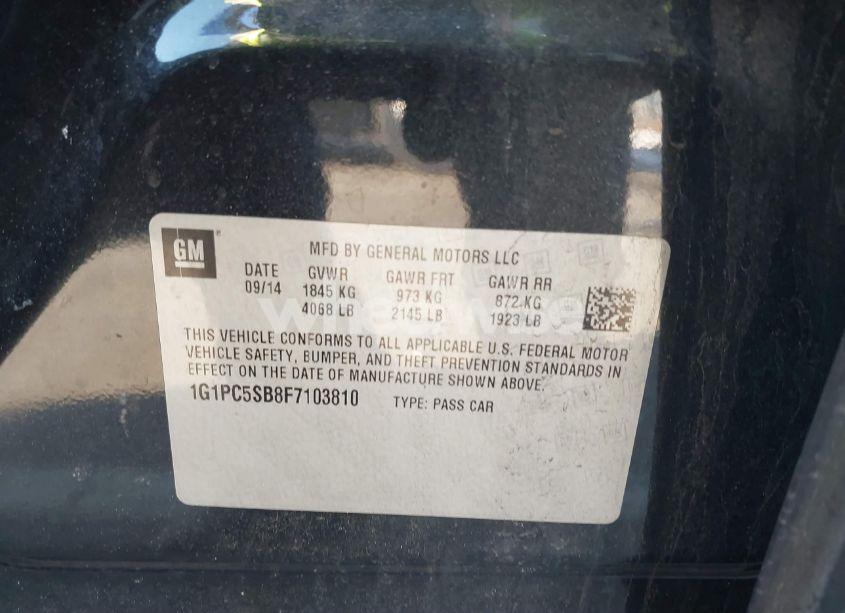 GM
MFD BY GENERAL MOTORS LLC
DATE GVWR GAWR FRT GAWR RR
09/14 1845 KG 973 KG 872 KG
4068 LB 2145 LB 1923 LB
THIS VEHICLE CONFORMS TO ALL APPLICABLE U.S. FEDERAL MOTOR
VEHICLE SAFETY, BUMPER, AND THEFT PREVENTION STANDARDS IN
EFFECT ON THE DATE OF MANUFACTURE SHOWN ABOVE.
1G1PC5SB8F7103810 TYPE: PASS CAR